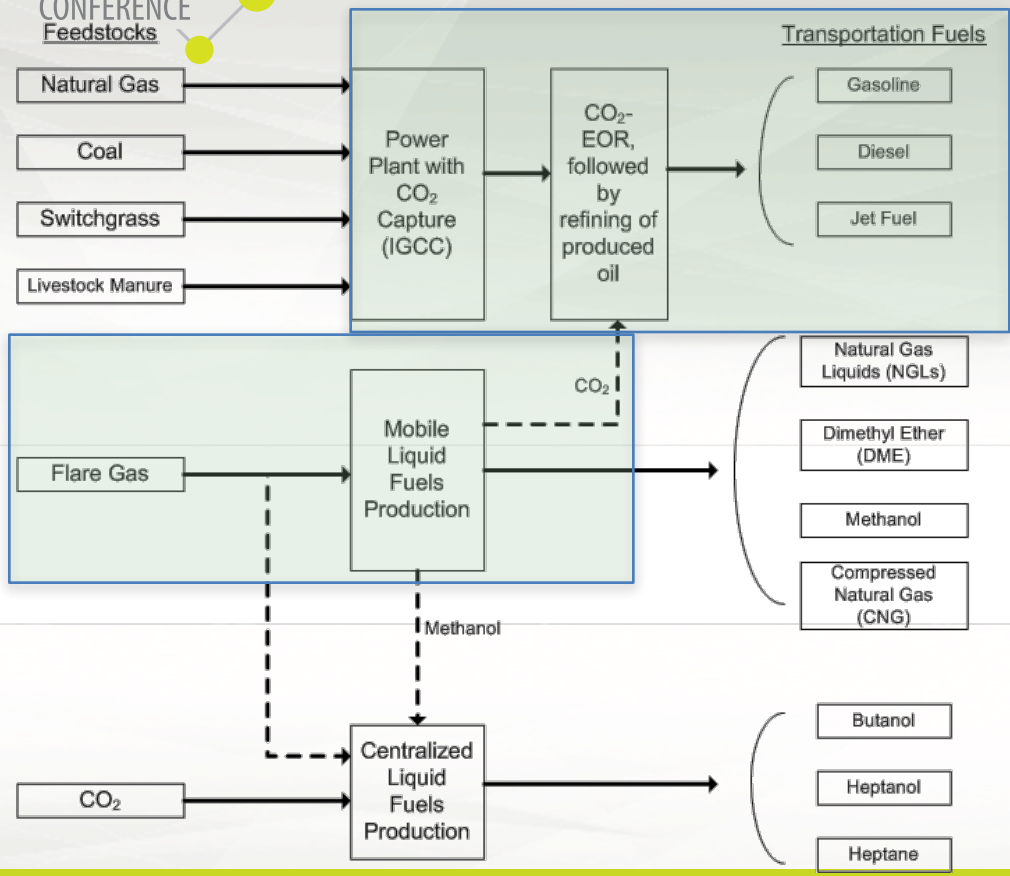 CONFERENCE
Feedstocks
Transportation Fuels
Natural Gas
Coal
Switchgrass
Livestock Manure
Power
Plant with
CO₂
Capture
(IGCC)
CO₂-
EOR,
followed
by
refining of
produced
oil
Gasoline
Diesel
Jet Fuel
Flare Gas
Mobile
Liquid
Fuels
Production
CO₂
Natural Gas
Liquids (NGLs)
Dimethyl Ether
(DME)
Methanol
Compressed
Natural Gas
(CNG)
Methanol
CO₂
Centralized
Liquid
Fuels
Production
Butanol
Heptanol
Heptane